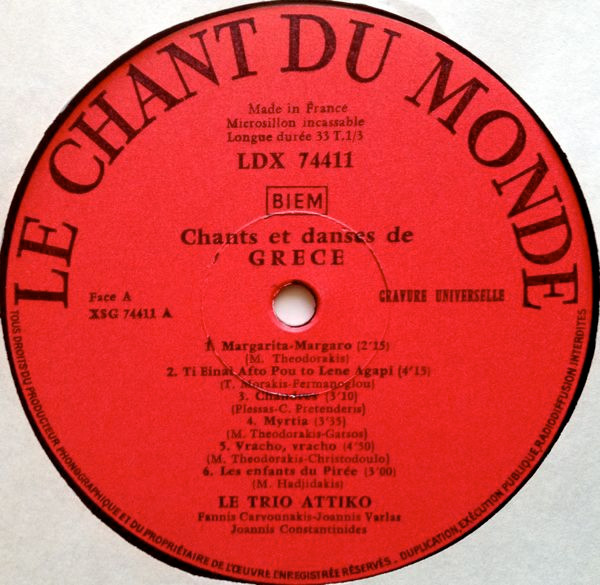 LE CHANT DU MONDE
Made in France
Microsillon incassable
Longue durée 33 T.1/3
LDX 74411
BIEM
Chants et danses de
GRECE
Face A
XSG 74411 A
GRAVURE UNIVERSELLE
1. Margarita-Margaro (2'15)
(M. Theodorakis)
2. Ti Einai Afto Pou to Lene Agapi (4'15)
(T. Morakis-Fermanoglou)
3. (3'10)
(Plessas-C. Pretenderis)
4. Myrtia (3'35)
(M. Theodorakis-Gatsos)
5. Vracho, vracho (4'50)
(M. Theodorakis-Christodoulo)
6. Les enfants du Pirée (3'00)
(M. Hadjidakis)
LE TRIO ATTIKO
Fannis Carvounakis-Joannis Varlas
Joannis Constantinides
TOUS DROITS DU PRODUCTEUR PHONOGRAPHIQUE ET DU PROPRIÉTAIRE DE L'ŒUVRE ENREGISTRÉE RÉSERVÉS. DUPLICATION, EXÉCUTION PUBLIQUE, RADIODIFFUSION INTERDITES